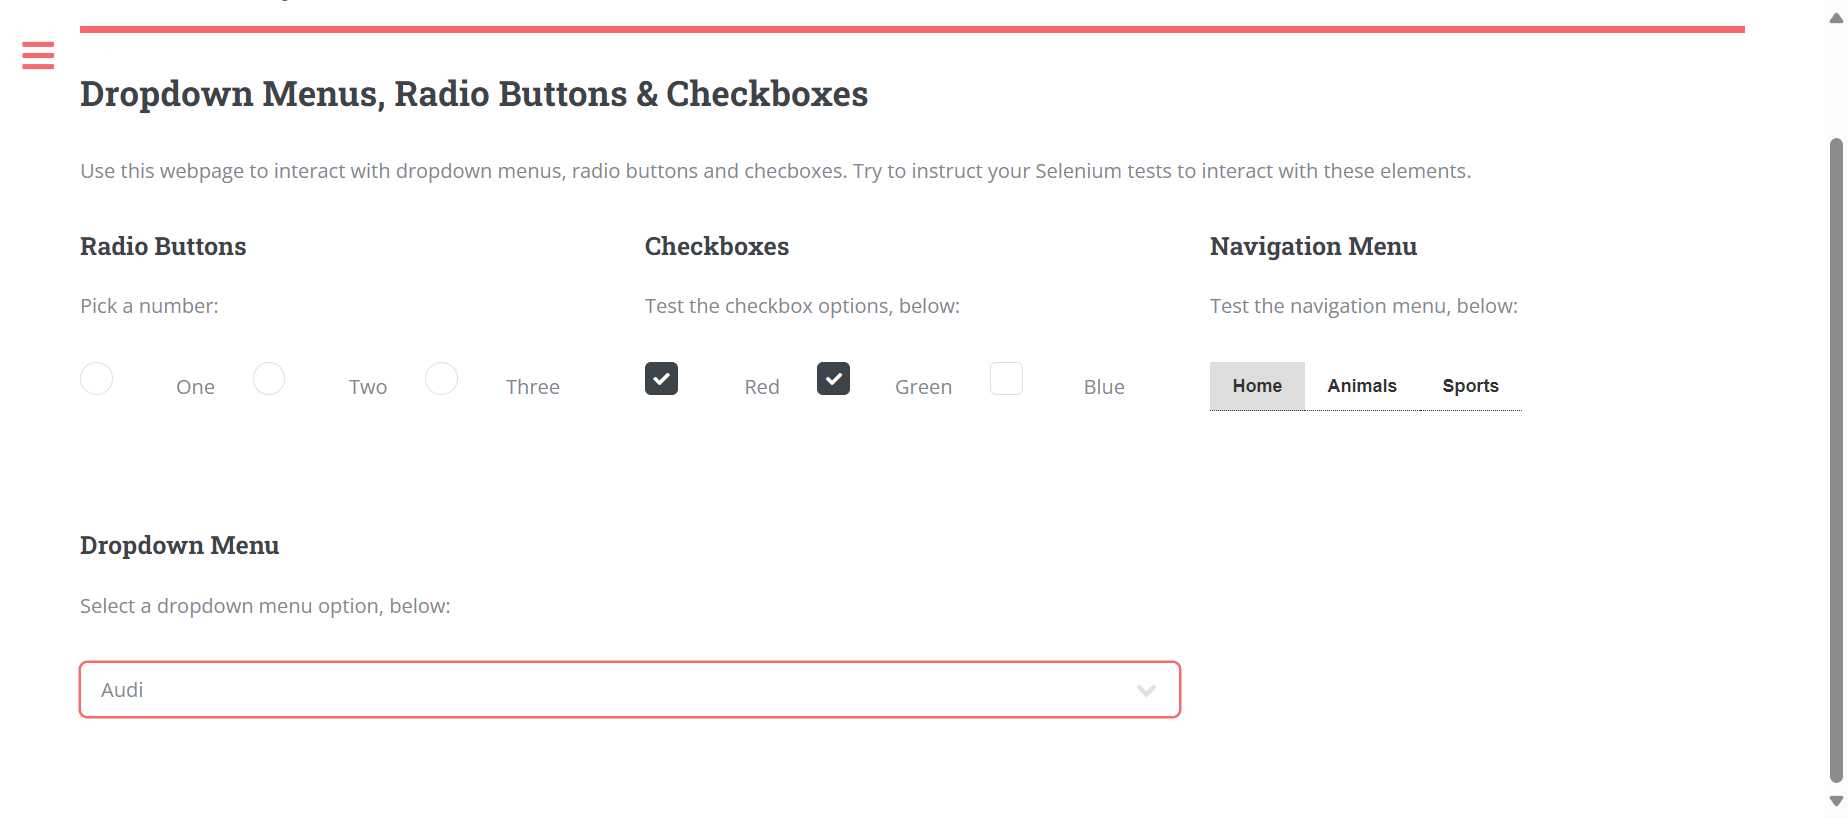 Dropdown Menus, Radio Buttons & Checkboxes
Use this webpage to interact with dropdown menus, radio buttons and checboxes. Try to instruct your Selenium tests to interact with these elements.
Radio Buttons
Pick a number:
One Two Three
Checkboxes
Test the checkbox options, below:
Red Green Blue
Navigation Menu
Test the navigation menu, below:
Home Animals Sports
Dropdown Menu
Select a dropdown menu option, below:
Audi